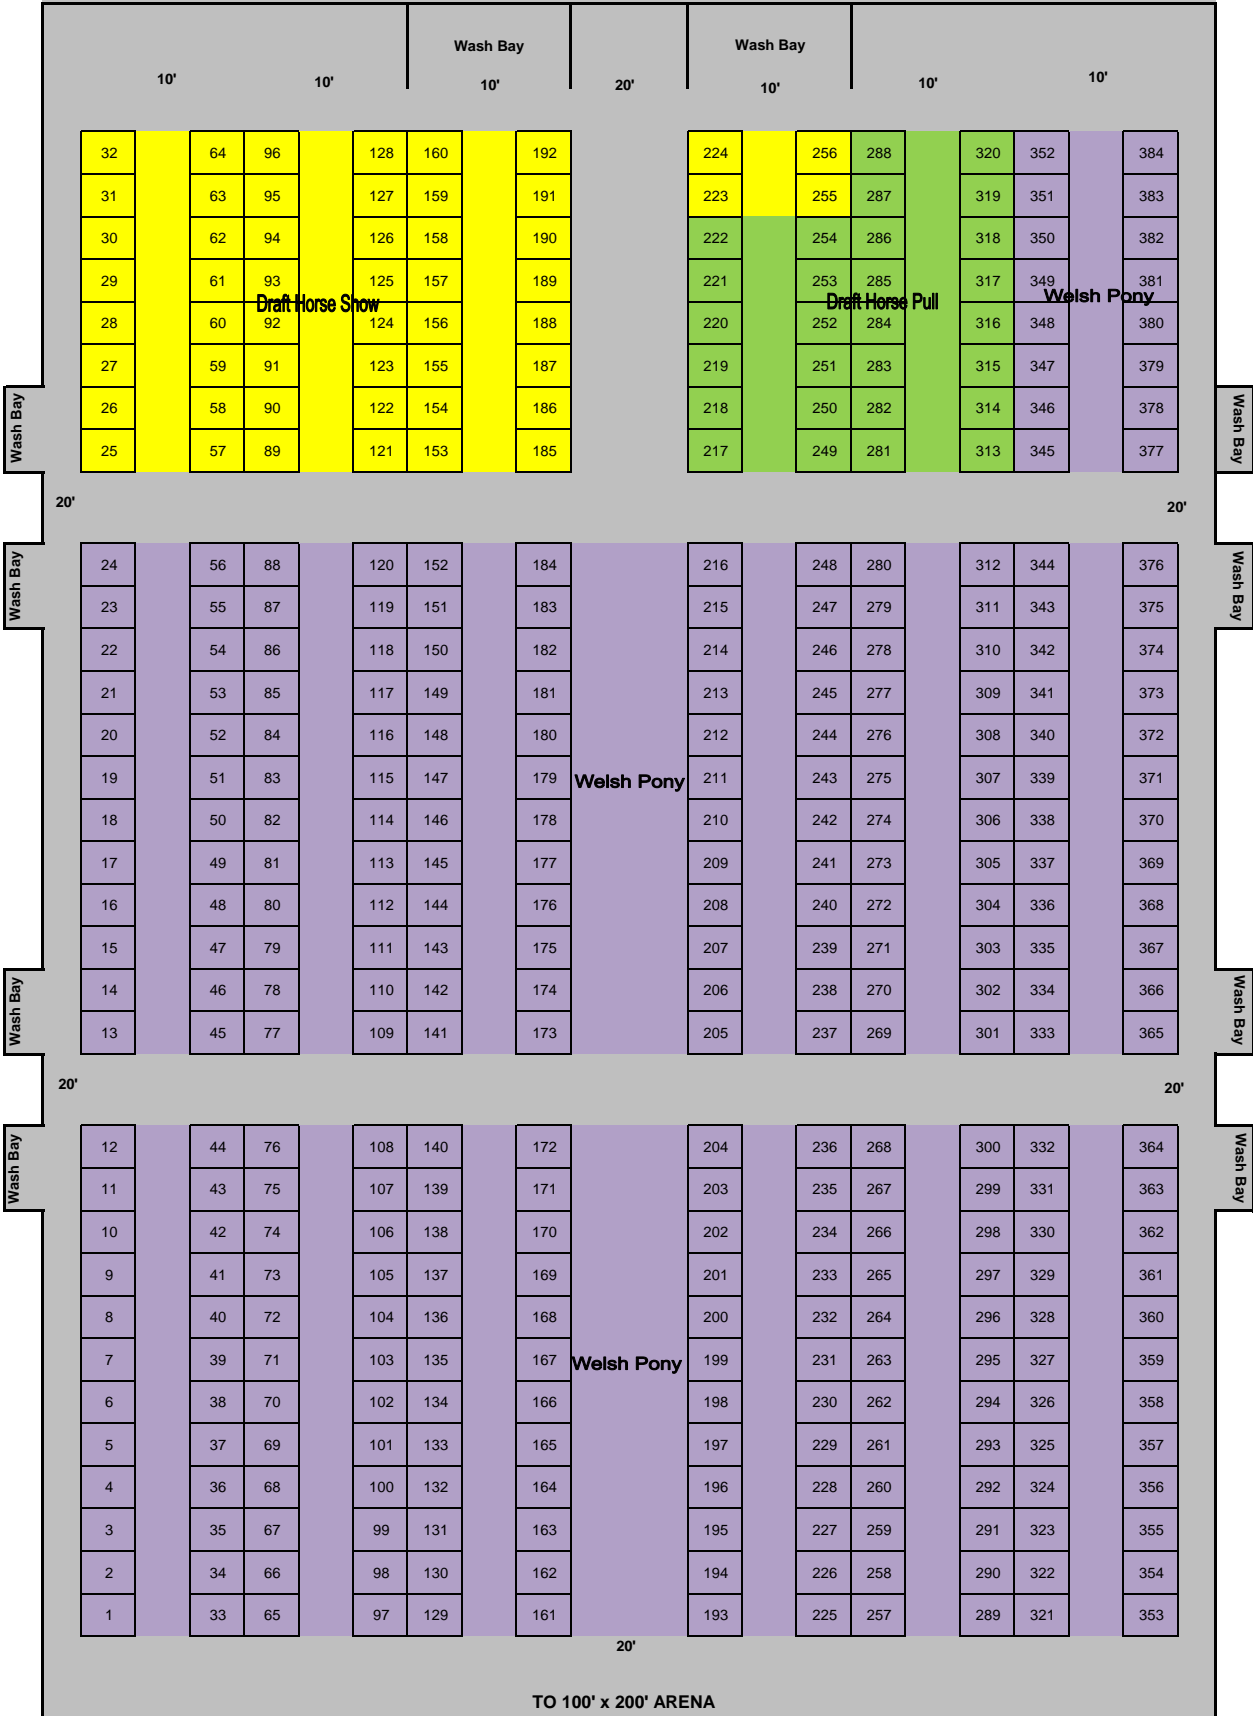 Wash Bay Wash Bay
10' 10' 10' 20' 10' 10' 10'
32 64 96 128 160 192 224 256 288 320 352 384
31 63 95 127 159 191 223 255 287 319 351 383
30 62 94 126 158 190 222 254 286 318 350 382
29 61 93 125 157 189 221 253 285 317 349 381
Draft Horse Show Draft Horse Pull Welsh Pony
28 60 92 124 156 188 220 252 284 316 348 380
27 59 91 123 155 187 219 251 283 315 347 379
Wash Bay 26 58 90 122 154 186 218 250 282 314 346 378 Wash Bay
25 57 89 121 153 185 217 249 281 313 345 377
20' 20'
Wash Bay 24 56 88 120 152 184 216 248 280 312 344 376 Wash Bay
23 55 87 119 151 183 215 247 279 311 343 375
22 54 86 118 150 182 214 246 278 310 342 374
21 53 85 117 149 181 213 245 277 309 341 373
20 52 84 116 148 180 212 244 276 308 340 372
19 51 83 115 147 179 Welsh Pony 211 243 275 307 339 371
18 50 82 114 146 178 210 242 274 306 338 370
17 49 81 113 145 177 209 241 273 305 337 369
16 48 80 112 144 176 208 240 272 304 336 368
15 47 79 111 143 175 207 239 271 303 335 367
Wash Bay 14 46 78 110 142 174 206 238 270 302 334 366 Wash Bay
13 45 77 109 141 173 205 237 269 301 333 365
20' 20'
Wash Bay 12 44 76 108 140 172 204 236 268 300 332 364 Wash Bay
11 43 75 107 139 171 203 235 267 299 331 363
10 42 74 106 138 170 202 234 266 298 330 362
9 41 73 105 137 169 201 233 265 297 329 361
8 40 72 104 136 168 200 232 264 296 328 360
7 39 71 103 135 167 Welsh Pony 199 231 263 295 327 359
6 38 70 102 134 166 198 230 262 294 326 358
5 37 69 101 133 165 197 229 261 293 325 357
4 36 68 100 132 164 196 228 260 292 324 356
3 35 67 99 131 163 195 227 259 291 323 355
2 34 66 98 130 162 194 226 258 290 322 354
1 33 65 97 129 161 193 225 257 289 321 353
20'
TO 100' x 200' ARENA